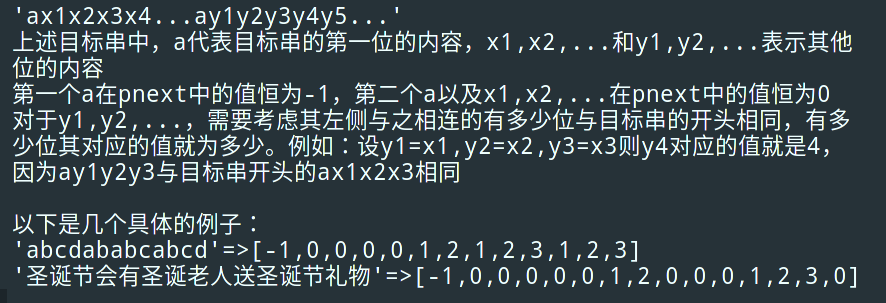 'ax1x2x3x4...ay1y2y3y4y5...'
上述目标串中，a代表目标串的第一位的内容，x1,x2,...和y1,y2,...表示其他
位的内容
第一个a在pnext中的值恒为-1，第二个a以及x1,x2,...在pnext中的值恒为0
对于y1,y2,...，需要考虑其左侧与之相连的有多少位与目标串的开头相同，有多
少位其对应的值就为多少。例如：设y1=x1,y2=x2,y3=x3则y4对应的值就是4，
因为ay1y2y3与目标串开头的ax1x2x3相同
以下是几个具体的例子：
'abcdababcabcd'=>[-1,0,0,0,0,1,2,1,2,3,1,2,3]
'圣诞节会有圣诞老人送圣诞节礼物'=>[-1,0,0,0,0,0,1,2,0,0,0,1,2,3,0]